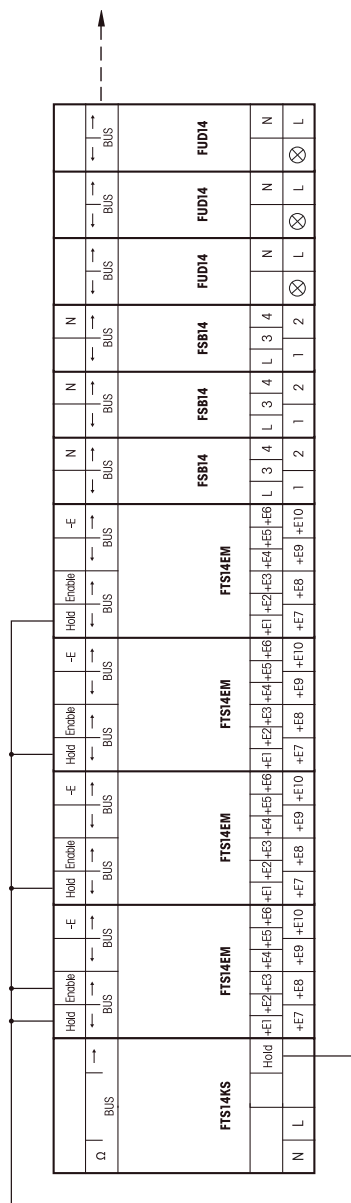 Hold Enable -E Hold Enable -E Hold Enable -E Hold Enable -E N N N
Ω → ← → ← → ← → ← → ← → ← → ← → ← → ← → ← → ← → ← → ← → ← →
BUS BUS BUS BUS BUS BUS BUS BUS BUS BUS BUS BUS BUS BUS BUS
FTS14KS FTS14EM FTS14EM FTS14EM FTS14EM FSB14 FSB14 FSB14 FUD14 FUD14 FUD14
Hold +E1 +E2 +E3 +E4 +E5 +E6 +E1 +E2 +E3 +E4 +E5 +E6 +E1 +E2 +E3 +E4 +E5 +E6 +E1 +E2 +E3 +E4 +E5 +E6 L 3 4 L 3 4 L 3 4 N N N
N L +E7 +E8 +E9 +E10 +E7 +E8 +E9 +E10 +E7 +E8 +E9 +E10 +E7 +E8 +E9 +E10 1 2 1 2 1 2 L L L